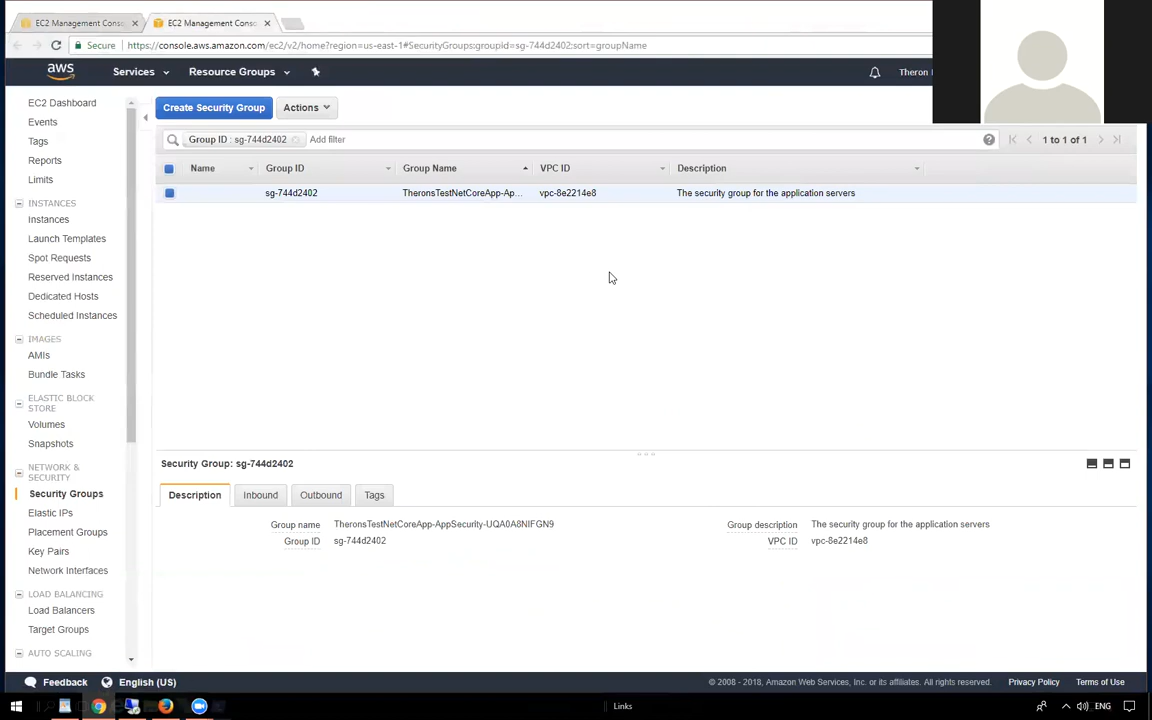 EC2 Management Conso
EC2 Management Conso
Secure https://console.aws.amazon.com/ec2/v2/home?region=us-east-1#SecurityGroups:groupid=sg-744d2402;sort=groupName
aws Services Resource Groups Theron
EC2 Dashboard
Events
Tags
Reports
Limits
INSTANCES
Instances
Launch Templates
Spot Requests
Reserved Instances
Dedicated Hosts
Scheduled Instances
IMAGES
AMIs
Bundle Tasks
ELASTIC BLOCK
STORE
Volumes
Snapshots
NETWORK &
SECURITY
Security Groups
Elastic IPs
Placement Groups
Key Pairs
Network Interfaces
LOAD BALANCING
Load Balancers
Target Groups
AUTO SCALING
Create Security Group Actions
Group ID : sg-744d2402 Add filter 1 to 1 of 1
Name Group ID Group Name VPC ID Description
sg-744d2402 TheronsTestNetCoreApp-Ap... vpc-8e2214e8 The security group for the application servers
Security Group: sg-744d2402
Description Inbound Outbound Tags
Group name TheronsTestNetCoreApp-AppSecurity-UQA0A8NIFGN9 Group description The security group for the application servers
Group ID sg-744d2402 VPC ID vpc-8e2214e8
Feedback English (US) © 2008 - 2018, Amazon Web Services, Inc. or its affiliates. All rights reserved. Privacy Policy Terms of Use
Links ENG